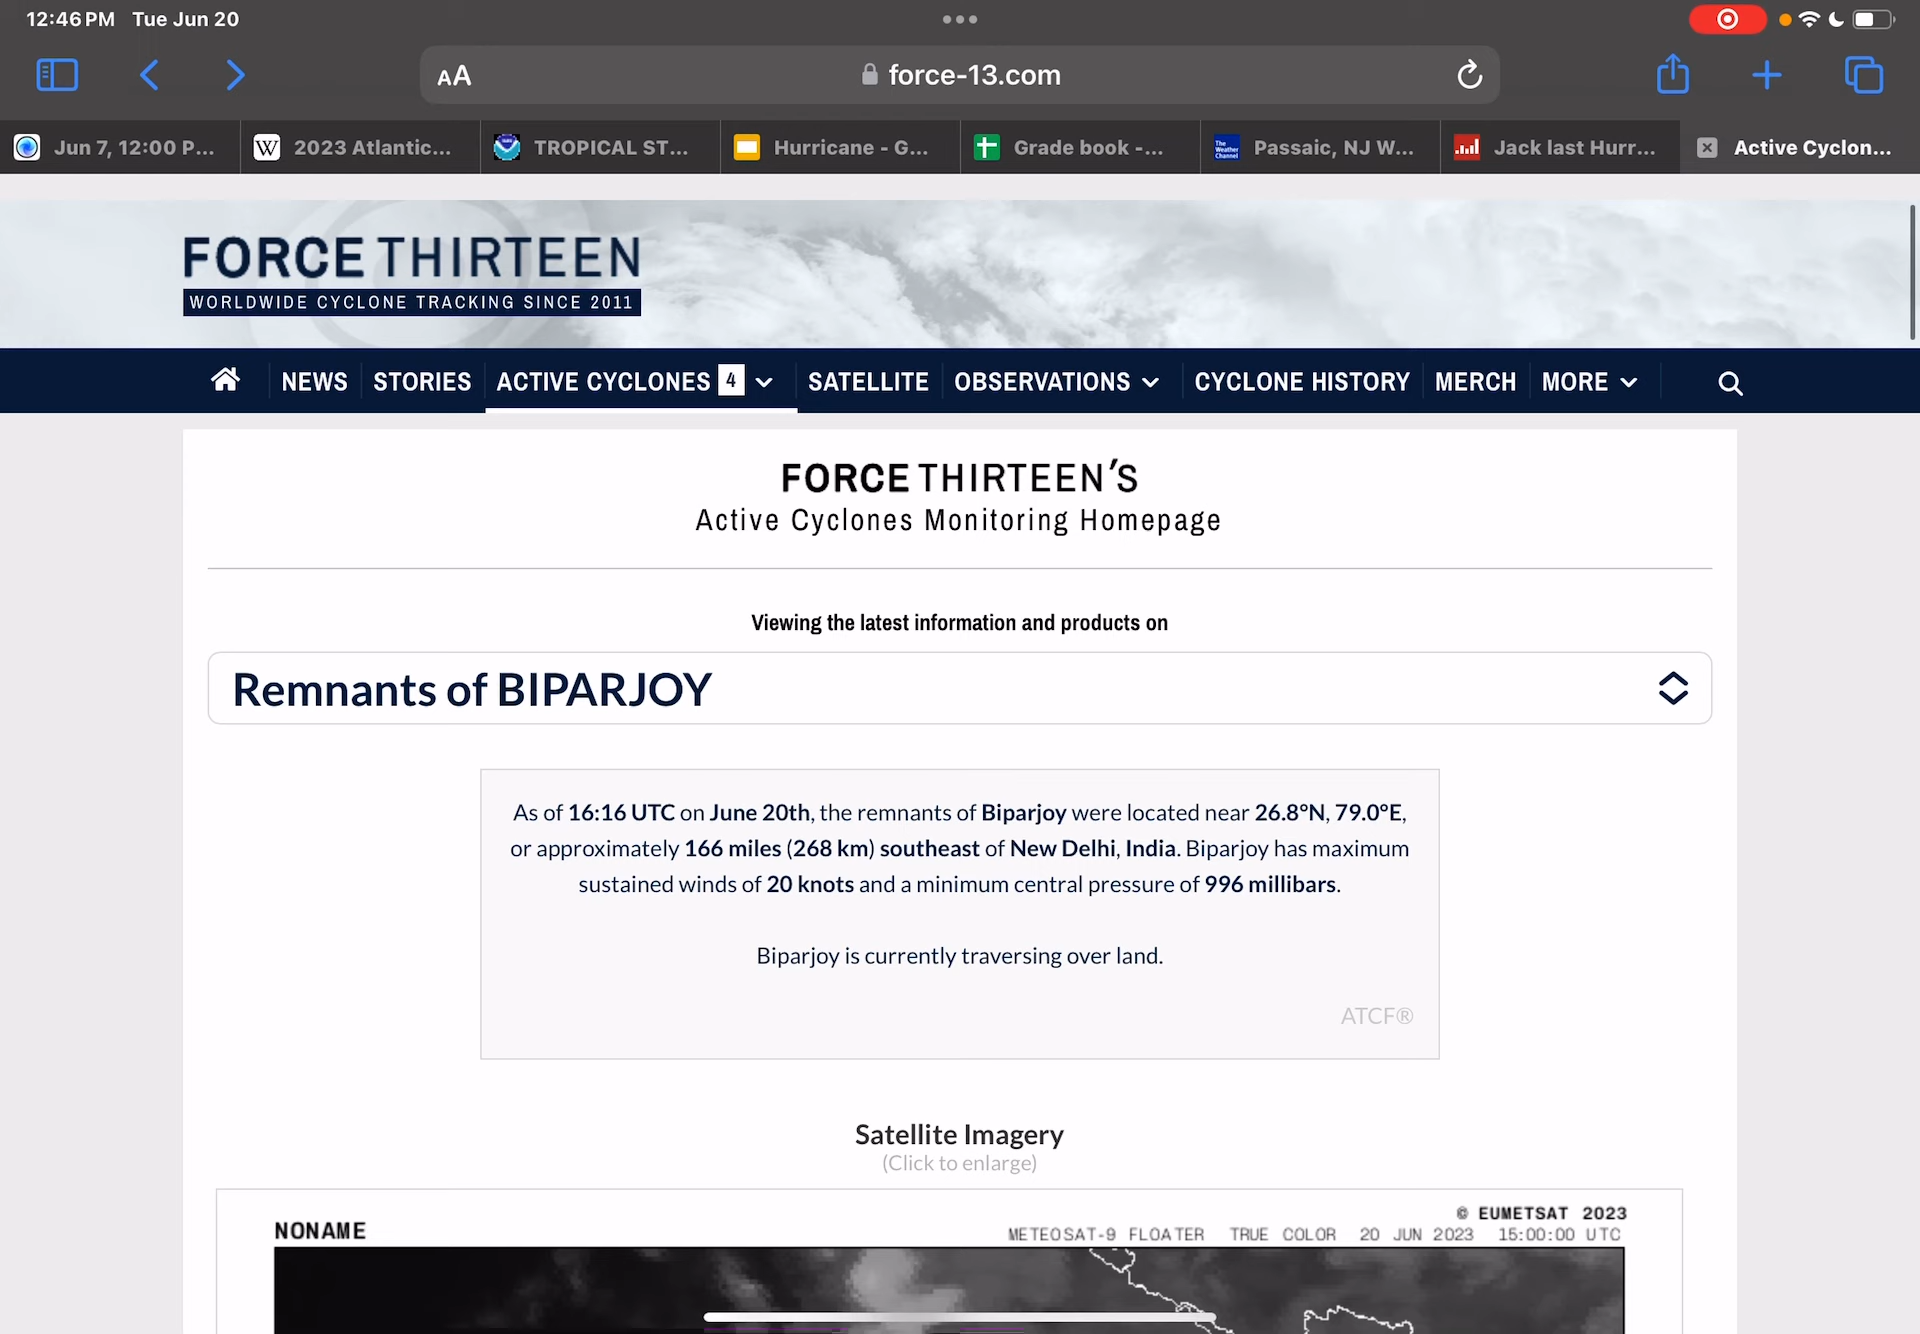 12:46 PM Tue Jun 20
AA
force-13.com
Jun 7, 12:00 P...
W
2023 Atlantic...
TROPICAL ST...
Hurricane - G...
Grade book -...
The Weather Channel
Passaic, NJ W...
Jack last Hurr...
Active Cyclon...
FORCE THIRTEEN
WORLDWIDE CYCLONE TRACKING SINCE 2011
NEWS STORIES ACTIVE CYCLONES 4 SATELLITE OBSERVATIONS CYCLONE HISTORY MERCH MORE
FORCE THIRTEEN'S
Active Cyclones Monitoring Homepage
Viewing the latest information and products on
Remnants of BIPARJOY
As of 16:16 UTC on June 20th, the remnants of Biparjoy were located near 26.8°N, 79.0°E,
or approximately 166 miles (268 km) southeast of New Delhi, India. Biparjoy has maximum
sustained winds of 20 knots and a minimum central pressure of 996 millibars.
Biparjoy is currently traversing over land.
ATCF®
Satellite Imagery
(Click to enlarge)
© EUMETSAT 2023
NONAME
METEOSAT-9 FLOATER TRUE COLOR 20 JUN 2023 15:00:00 UTC